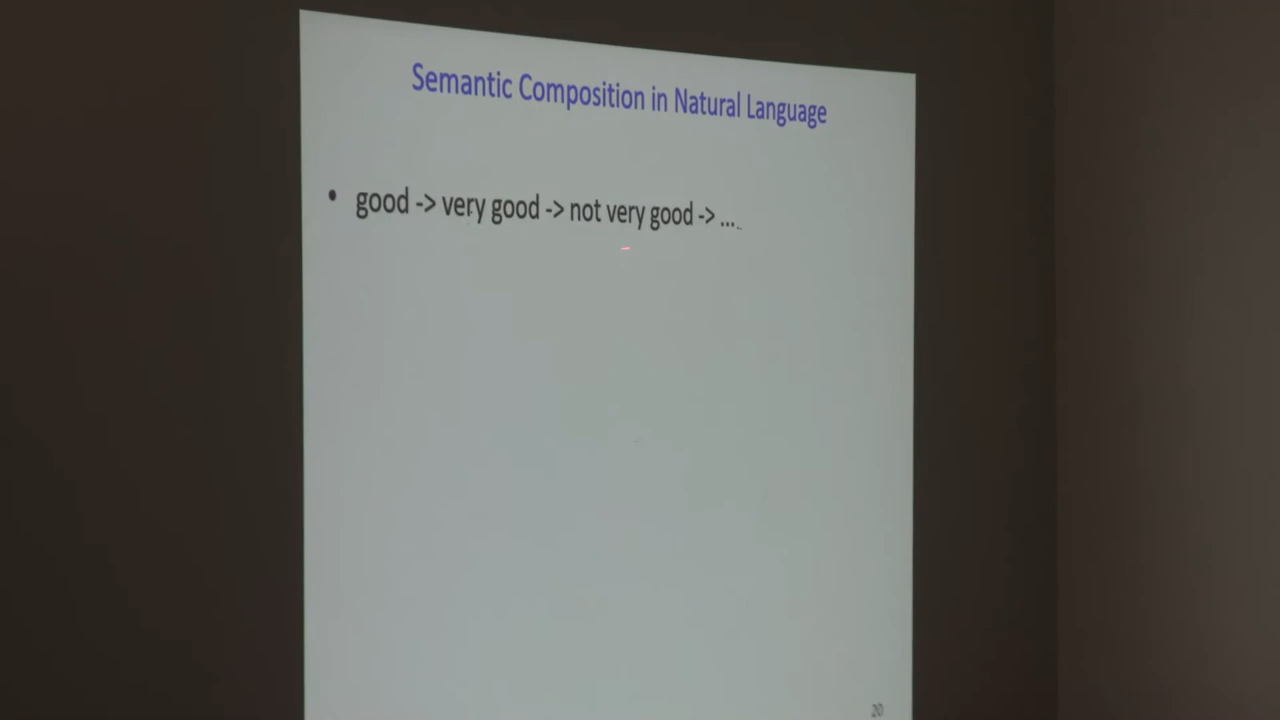 Semantic Composition in Natural Language
• good -> very good -> not very good -> ...
20